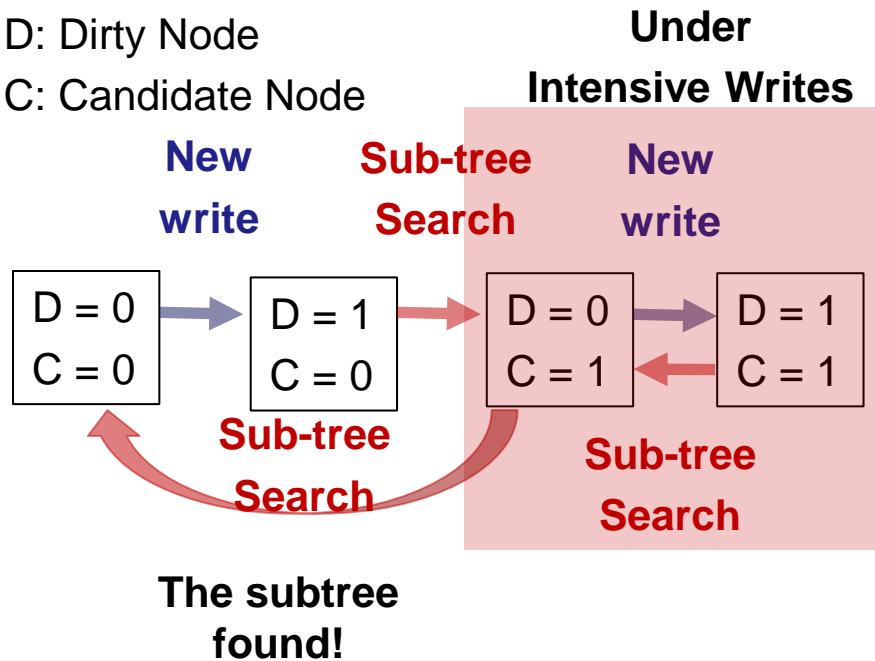 D: Dirty Node
C: Candidate Node
Under
Intensive Writes
New
write
Sub-tree
Search
New
write
D = 0
C = 0
D = 1
C = 0
D = 0
C = 1
D = 1
C = 1
Sub-tree
Search
Sub-tree
Search
The subtree
found!